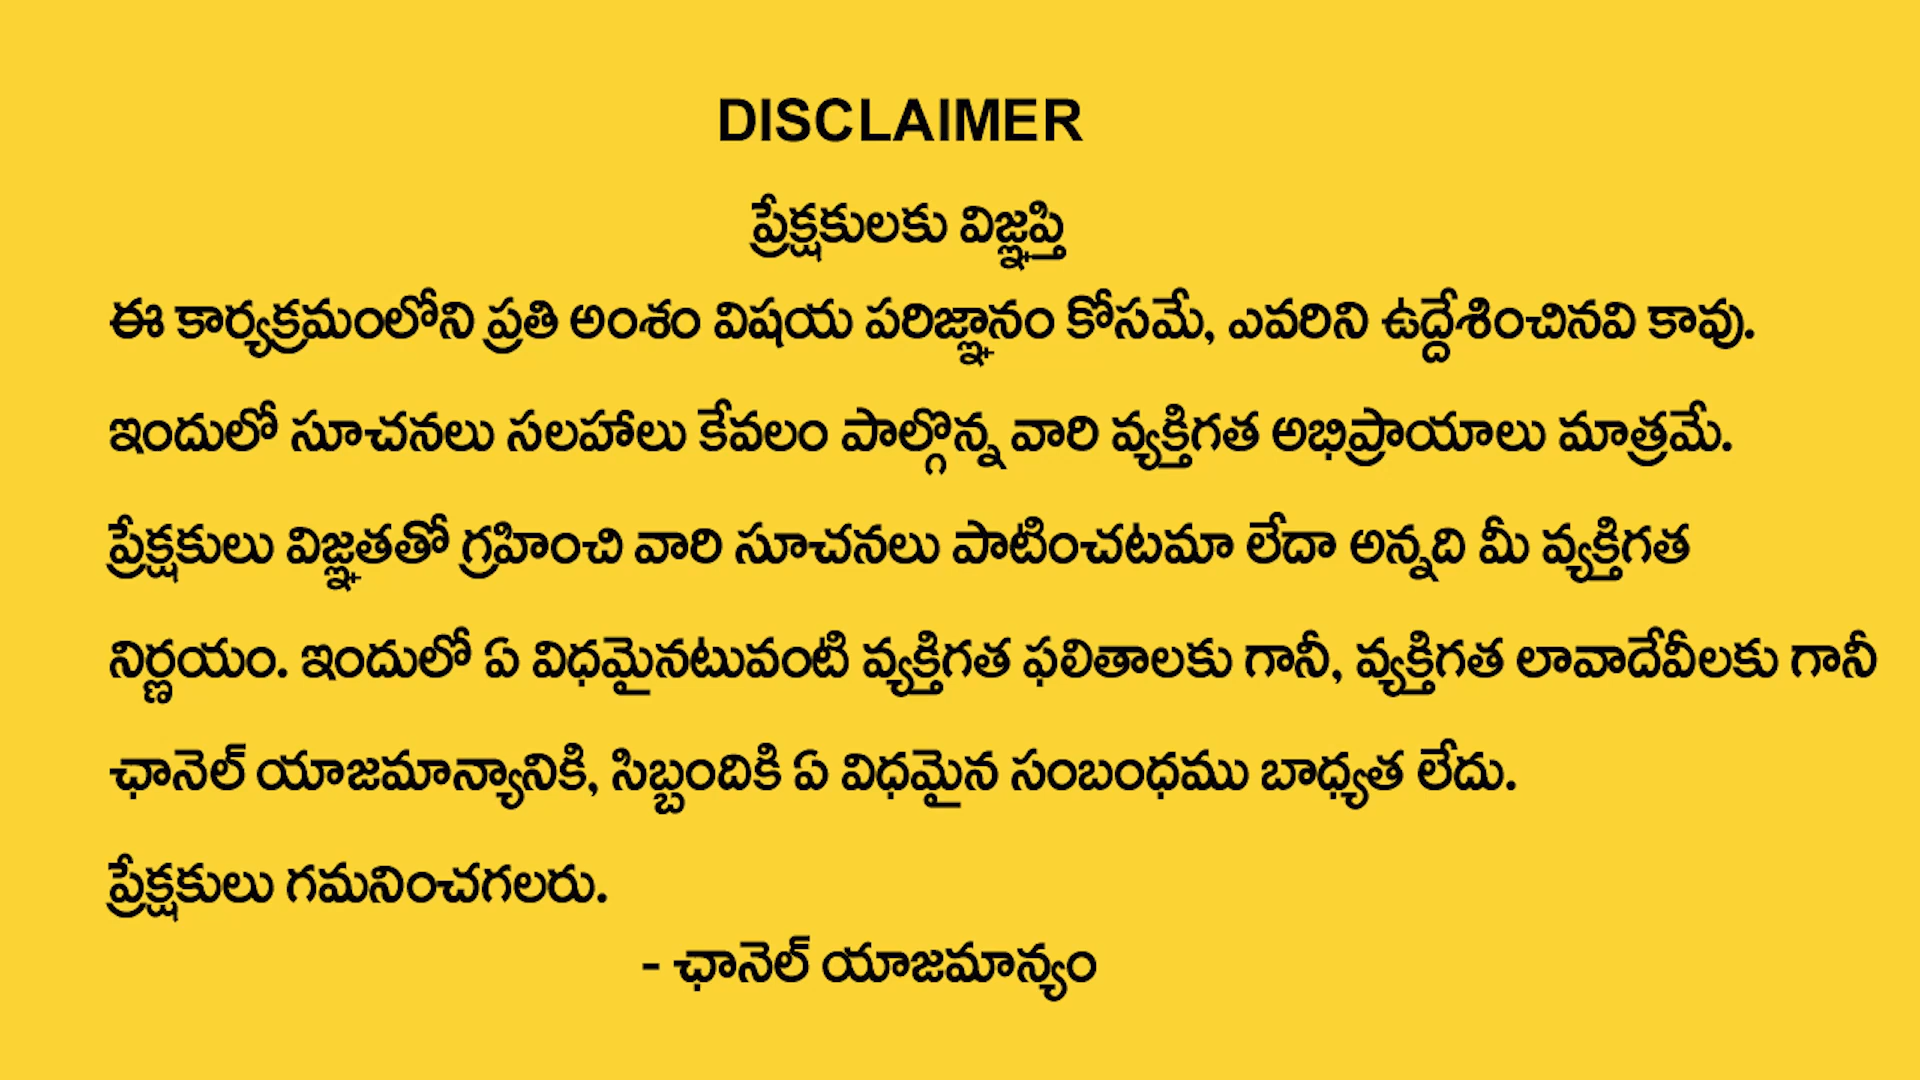 DISCLAIMER
ప్రేక్షకులకు విజ్ఞప్తి
ఈ కార్యక్రమంలోని ప్రతి అంశం విషయ పరిజ్ఞానం కోసమే, ఎవరిని ఉద్దేశించినవి కావు.
ఇందులో సూచనలు సలహాలు కేవలం పాల్గొన్న వారి వ్యక్తిగత అభిప్రాయాలు మాత్రమే.
ప్రేక్షకులు విజ్ఞతతో గ్రహించి వారి సూచనలు పాటించటమా లేదా అన్నది మీ వ్యక్తిగత
నిర్ణయం. ఇందులో ఏ విధమైనటువంటి వ్యక్తిగత ఫలితాలకు గానీ, వ్యక్తిగత లావాదేవీలకు గానీ
ఛానెల్ యాజమాన్యానికి, సిబ్బందికి ఏ విధమైన సంబంధము బాధ్యత లేదు.
ప్రేక్షకులు గమనించగలరు.
- ఛానెల్ యాజమాన్యం